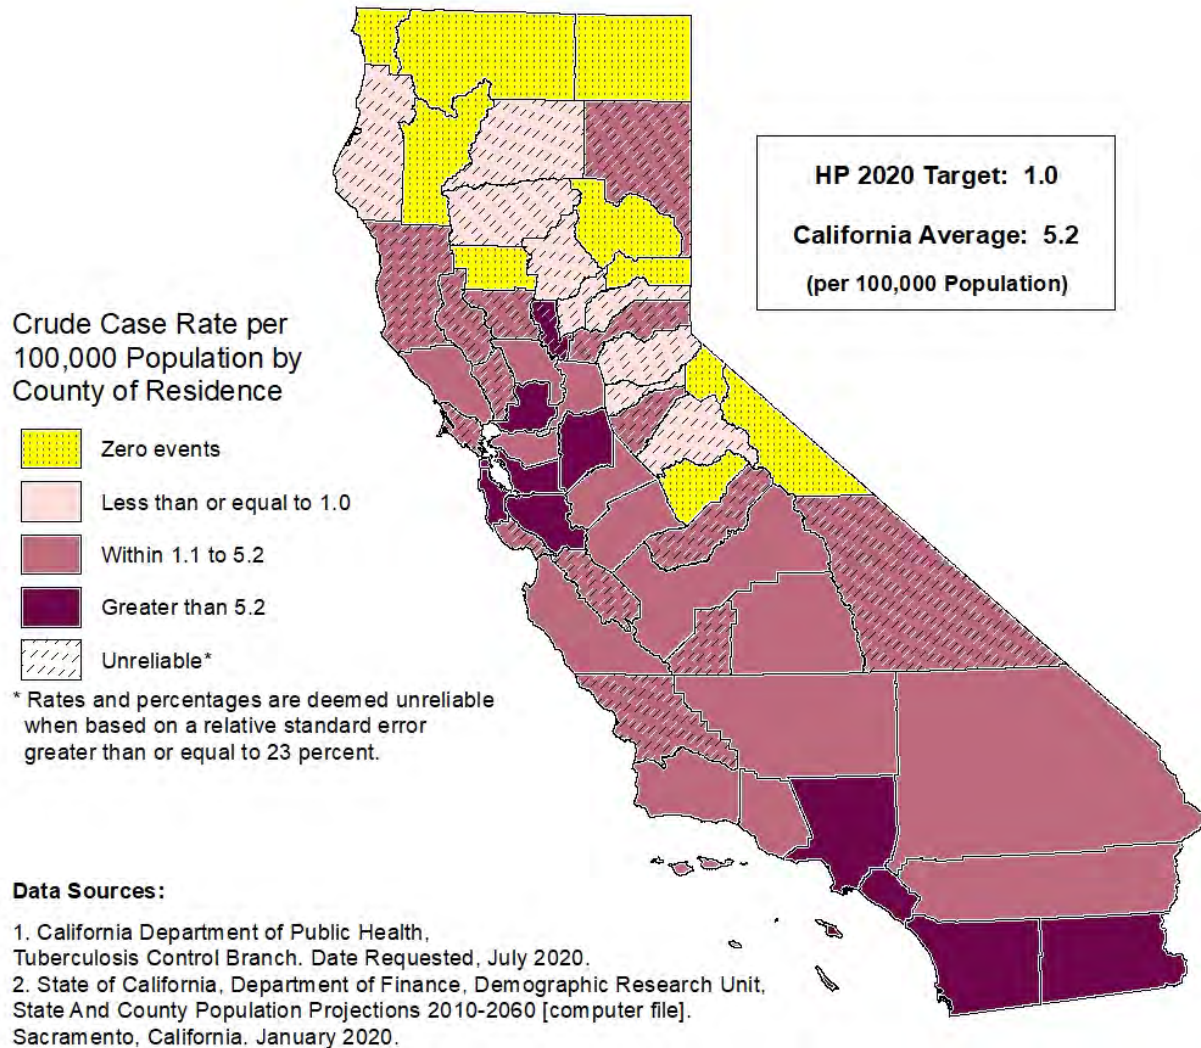 HP 2020 Target: 1.0
California Average: 5.2
(per 100,000 Population)
Crude Case Rate per
100,000 Population by
County of Residence
Zero events
Less than or equal to 1.0
Within 1.1 to 5.2
Greater than 5.2
Unreliable*
* Rates and percentages are deemed unreliable
when based on a relative standard error
greater than or equal to 23 percent.
Data Sources:
1. California Department of Public Health,
Tuberculosis Control Branch. Date Requested, July 2020.
2. State of California, Department of Finance, Demographic Research Unit,
State And County Population Projections 2010-2060 [computer file].
Sacramento, California. January 2020.